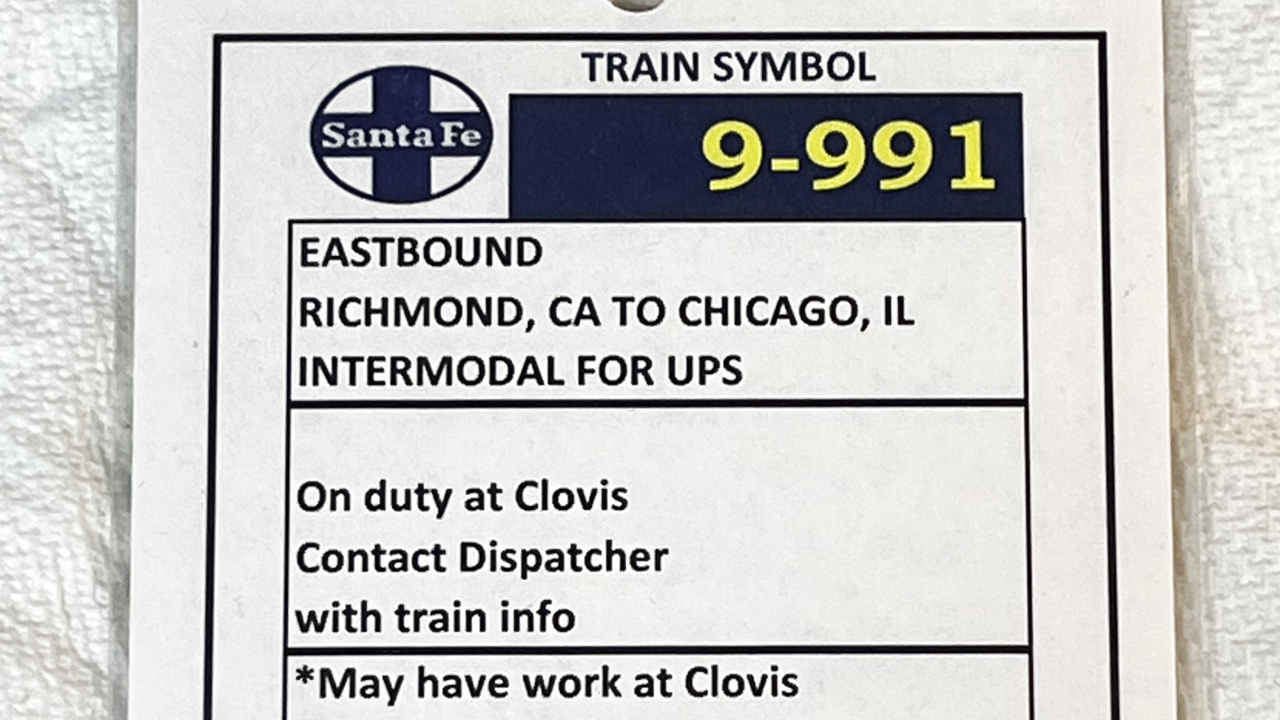 TRAIN SYMBOL
Santa Fe
9-991
EASTBOUND
RICHMOND, CA TO CHICAGO, IL
INTERMODAL FOR UPS
On duty at Clovis
Contact Dispatcher
with train info
*May have work at Clovis